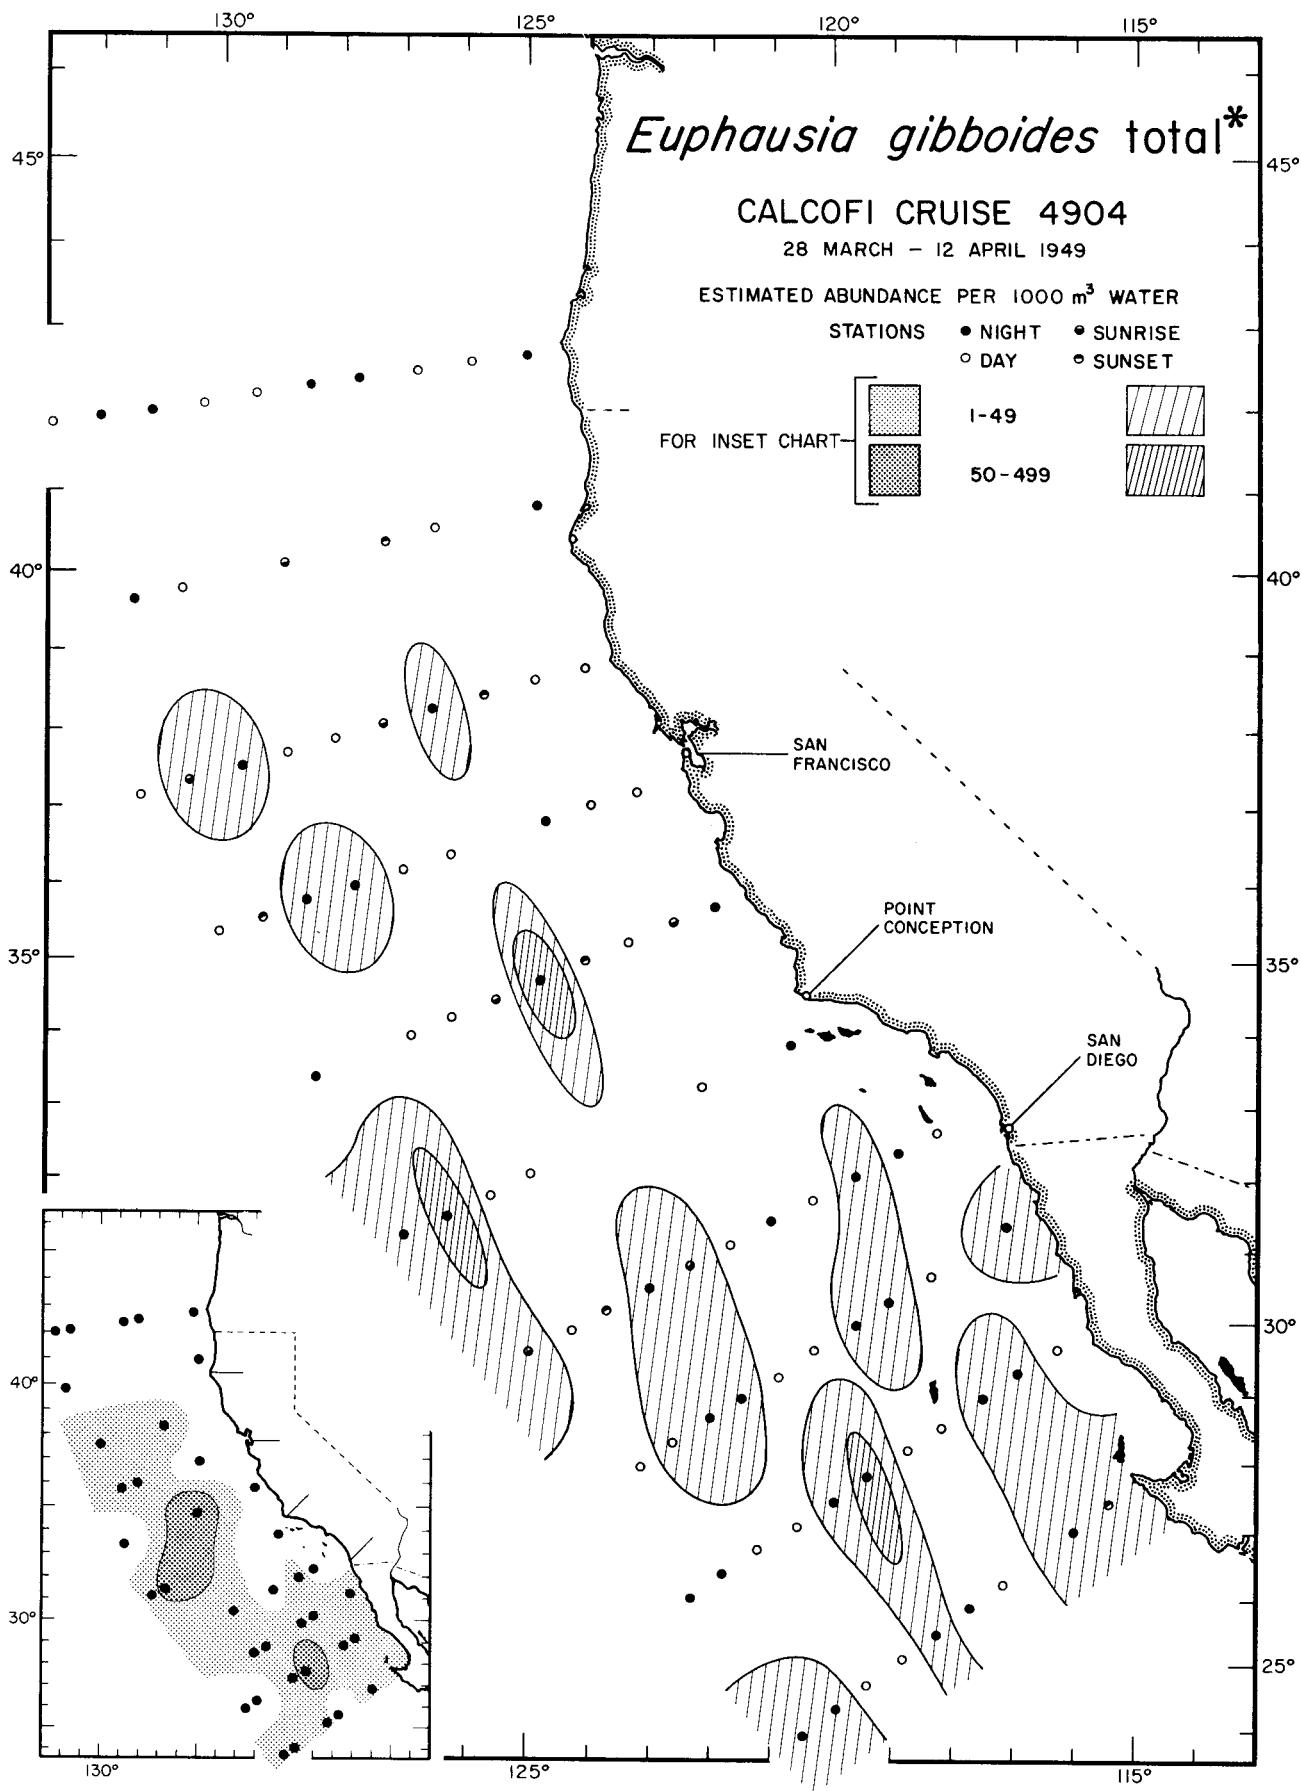 130° 125° 120° 115°
Euphausia gibboides total*
45° 45°
CALCOFI CRUISE 4904
28 MARCH – 12 APRIL 1949
ESTIMATED ABUNDANCE PER 1000 m³ WATER
STATIONS ● NIGHT SUNRISE
○ DAY SUNSET
1-49
FOR INSET CHART
50-499
40° 40°
SAN
FRANCISCO
POINT
CONCEPTION
35° 35°
SAN
DIEGO
30°
40°
30°
25°
130° 125° 115°